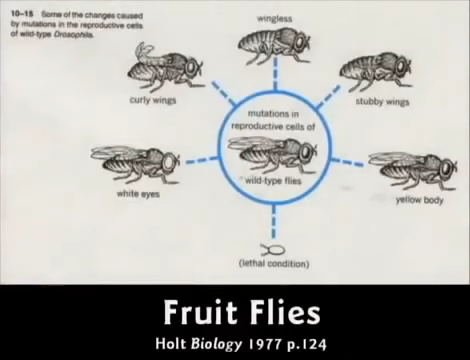 10–15 Some of the changes caused
by mutations in the reproductive cells
of wild-type Drosophila.
wingless
curly wings
stubby wings
mutations in
reproductive cells of
wild-type flies
white eyes
yellow body
(lethal condition)
Fruit Flies
Holt Biology 1977 p.124